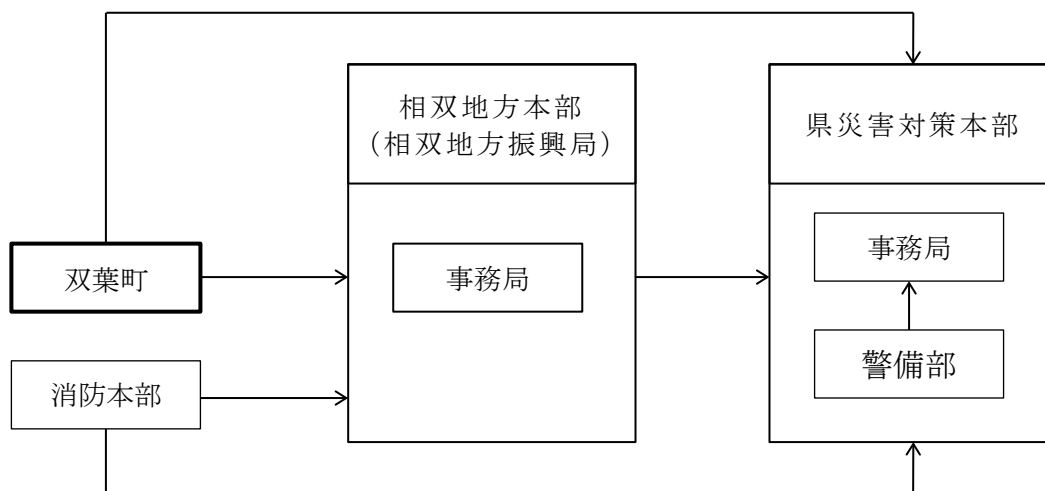 相双地方本部
（相双地方振興局）
県災害対策本部
双葉町
事務局
事務局
消防本部
警備部